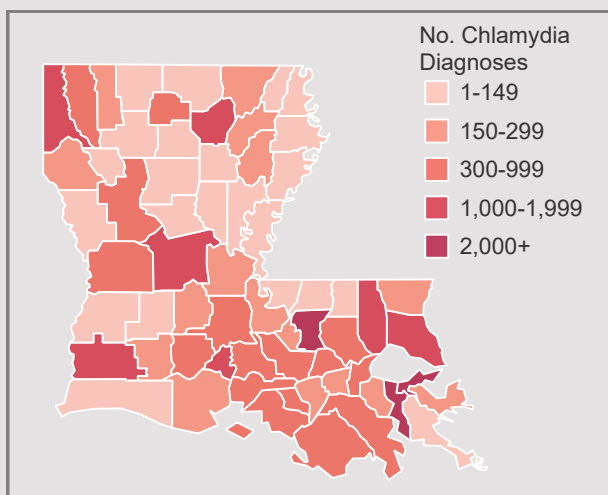 No. Chlamydia
Diagnoses
1-149
150-299
300-999
1,000-1,999
2,000+